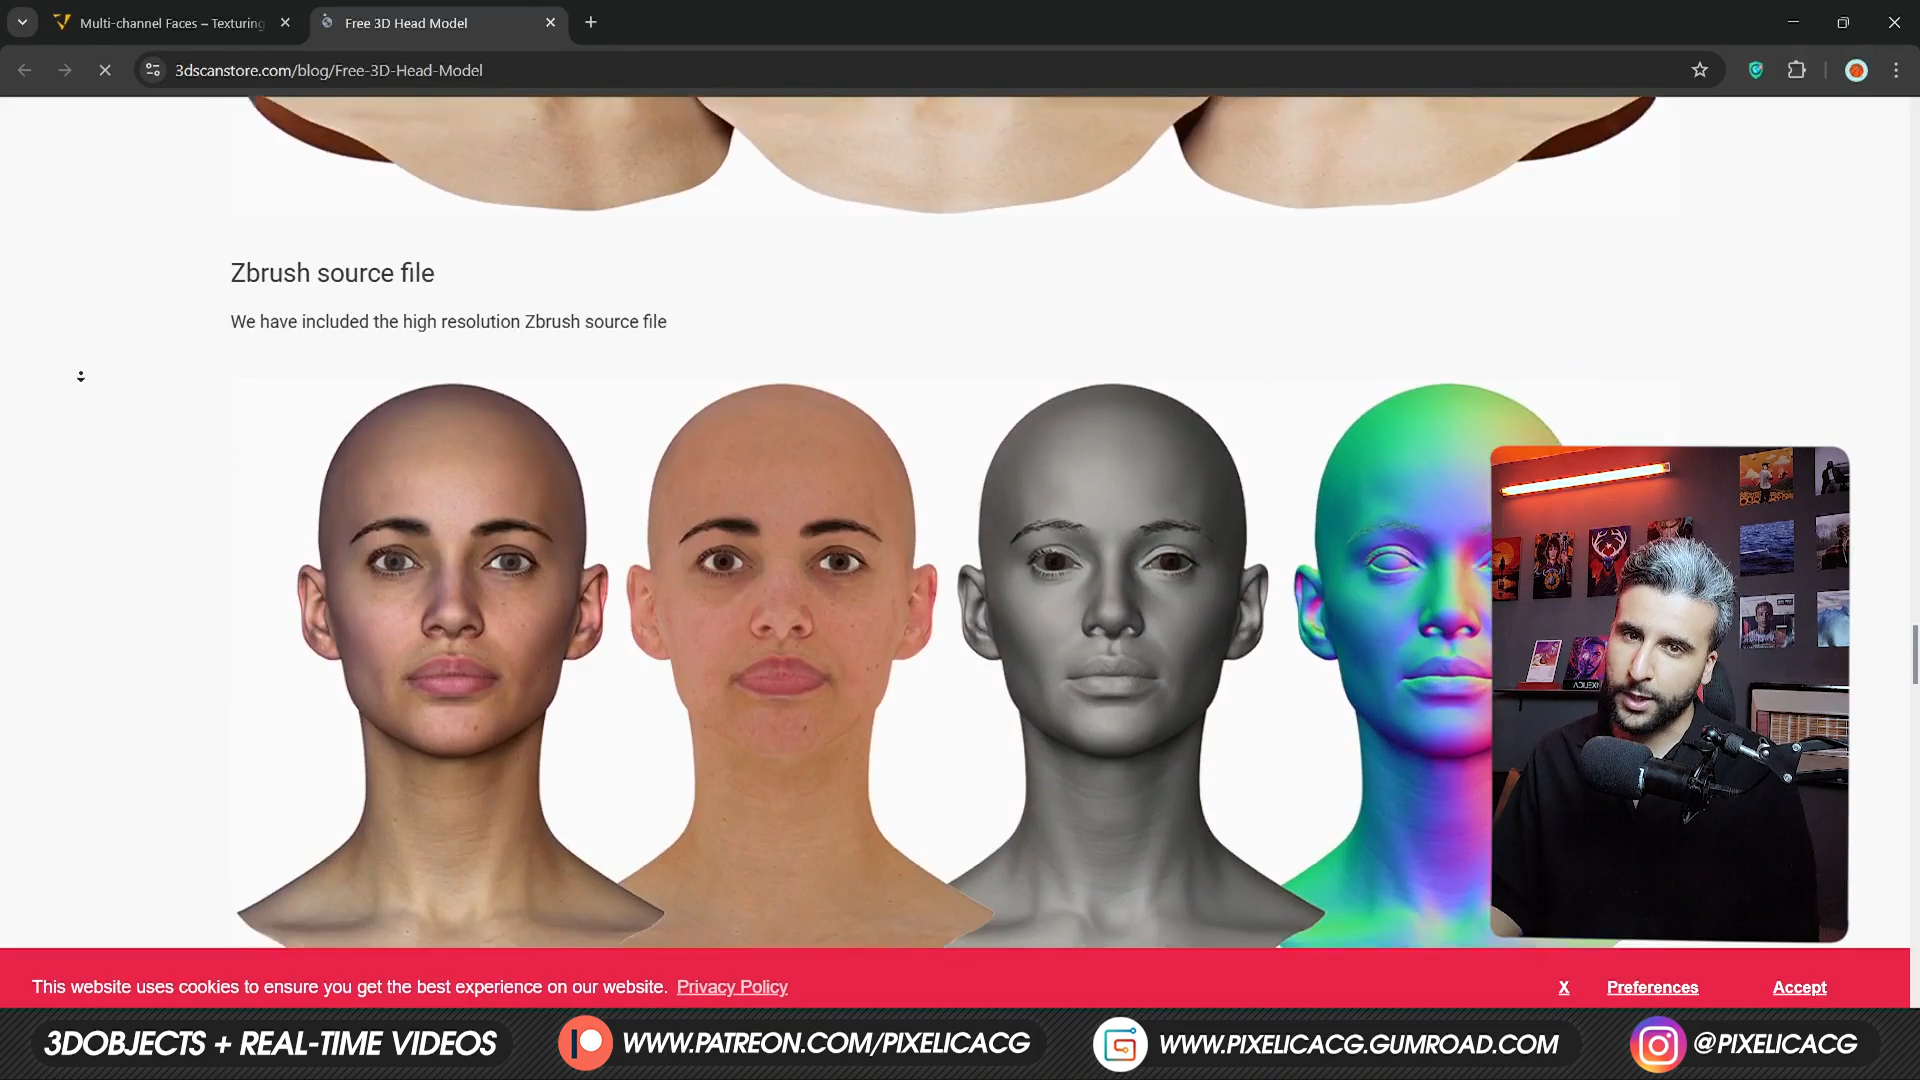 Multi-channel Faces – Texturing
Free 3D Head Model
3dscanstore.com/blog/Free-3D-Head-Model
Zbrush source file
We have included the high resolution Zbrush source file
This website uses cookies to ensure you get the best experience on our website. Privacy Policy
X Preferences Accept
3DOBJECTS + REAL-TIME VIDEOS
WWW.PATREON.COM/PIXELICACG
WWW.PIXELICACG.GUMROAD.COM
@PIXELICACG